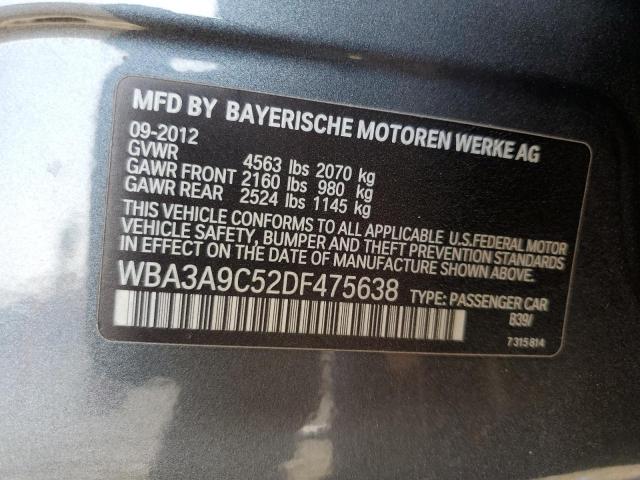 MFD BY BAYERISCHE MOTOREN WERKE AG
09-2012
GVWR 4563 lbs 2070 kg
GAWR FRONT 2160 lbs 980 kg
GAWR REAR 2524 lbs 1145 kg
THIS VEHICLE CONFORMS TO ALL APPLICABLE U.S.FEDERAL MOTOR
VEHICLE SAFETY, BUMPER AND THEFT PREVENTION STANDARDS
IN EFFECT ON THE DATE OF MANUFACTURE SHOWN ABOVE.
WBA3A9C52DF475638 TYPE: PASSENGER CAR
B39/
7315814